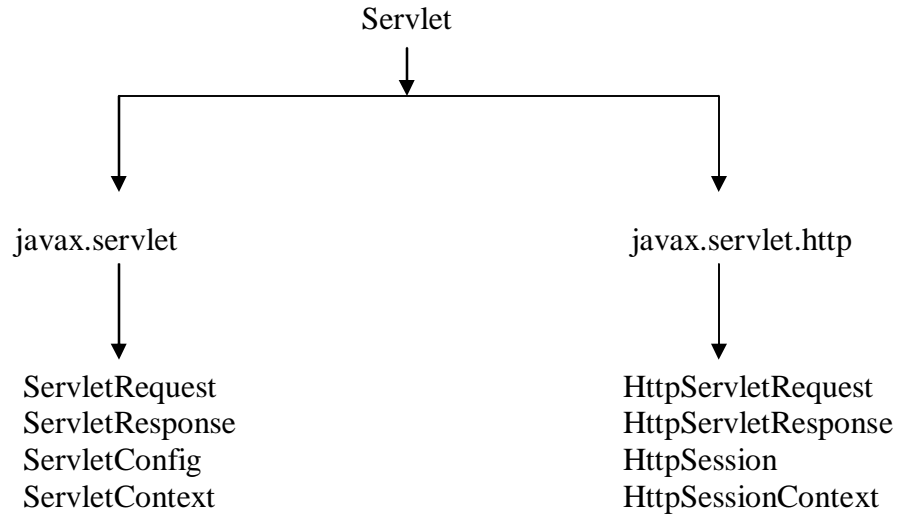 Servlet
javax.servlet
javax.servlet.http
ServletRequest
ServletResponse
ServletConfig
ServletContext
HttpServletRequest
HttpServletResponse
HttpSession
HttpSessionContext